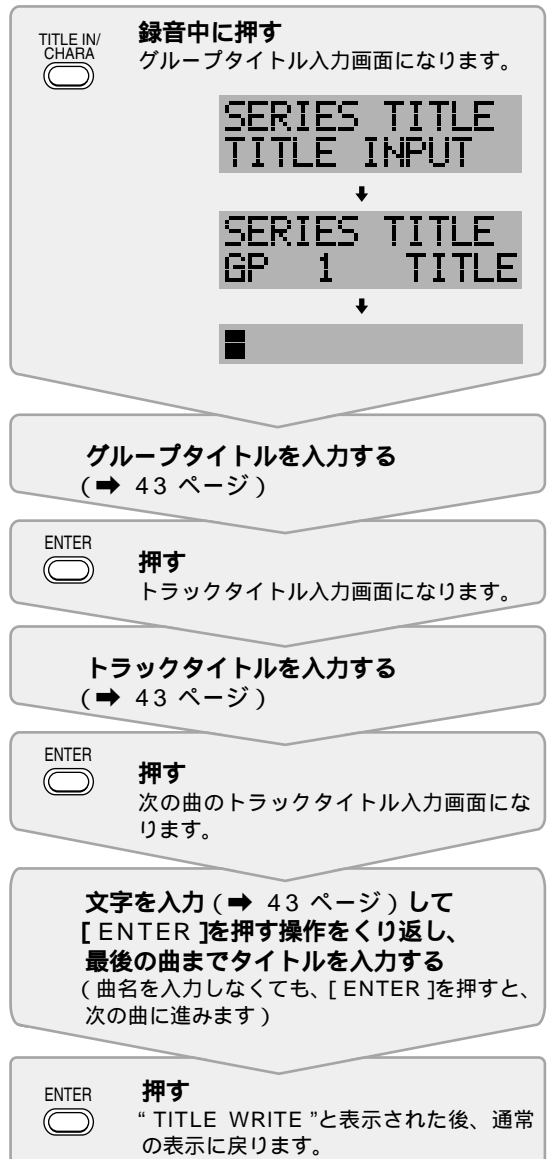 TITLE IN/
CHARA
録音中に押す
グループタイトル入力画面になります。
SERIES TITLE
TITLE INPUT
SERIES TITLE
GP 1 TITLE
グループタイトルを入力する
(➡ 43 ページ)
ENTER
押す
トラックタイトル入力画面になります。
トラックタイトルを入力する
(➡ 43 ページ)
ENTER
押す
次の曲のトラックタイトル入力画面にな
ります。
文字を入力(➡ 43 ページ)して
[ENTER]を押す操作をくり返し、
最後の曲までタイトルを入力する
(曲名を入力しなくても、[ENTER]を押すと、
次の曲に進みます)
ENTER
押す
“TITLE WRITE”と表示された後、通常
の表示に戻ります。